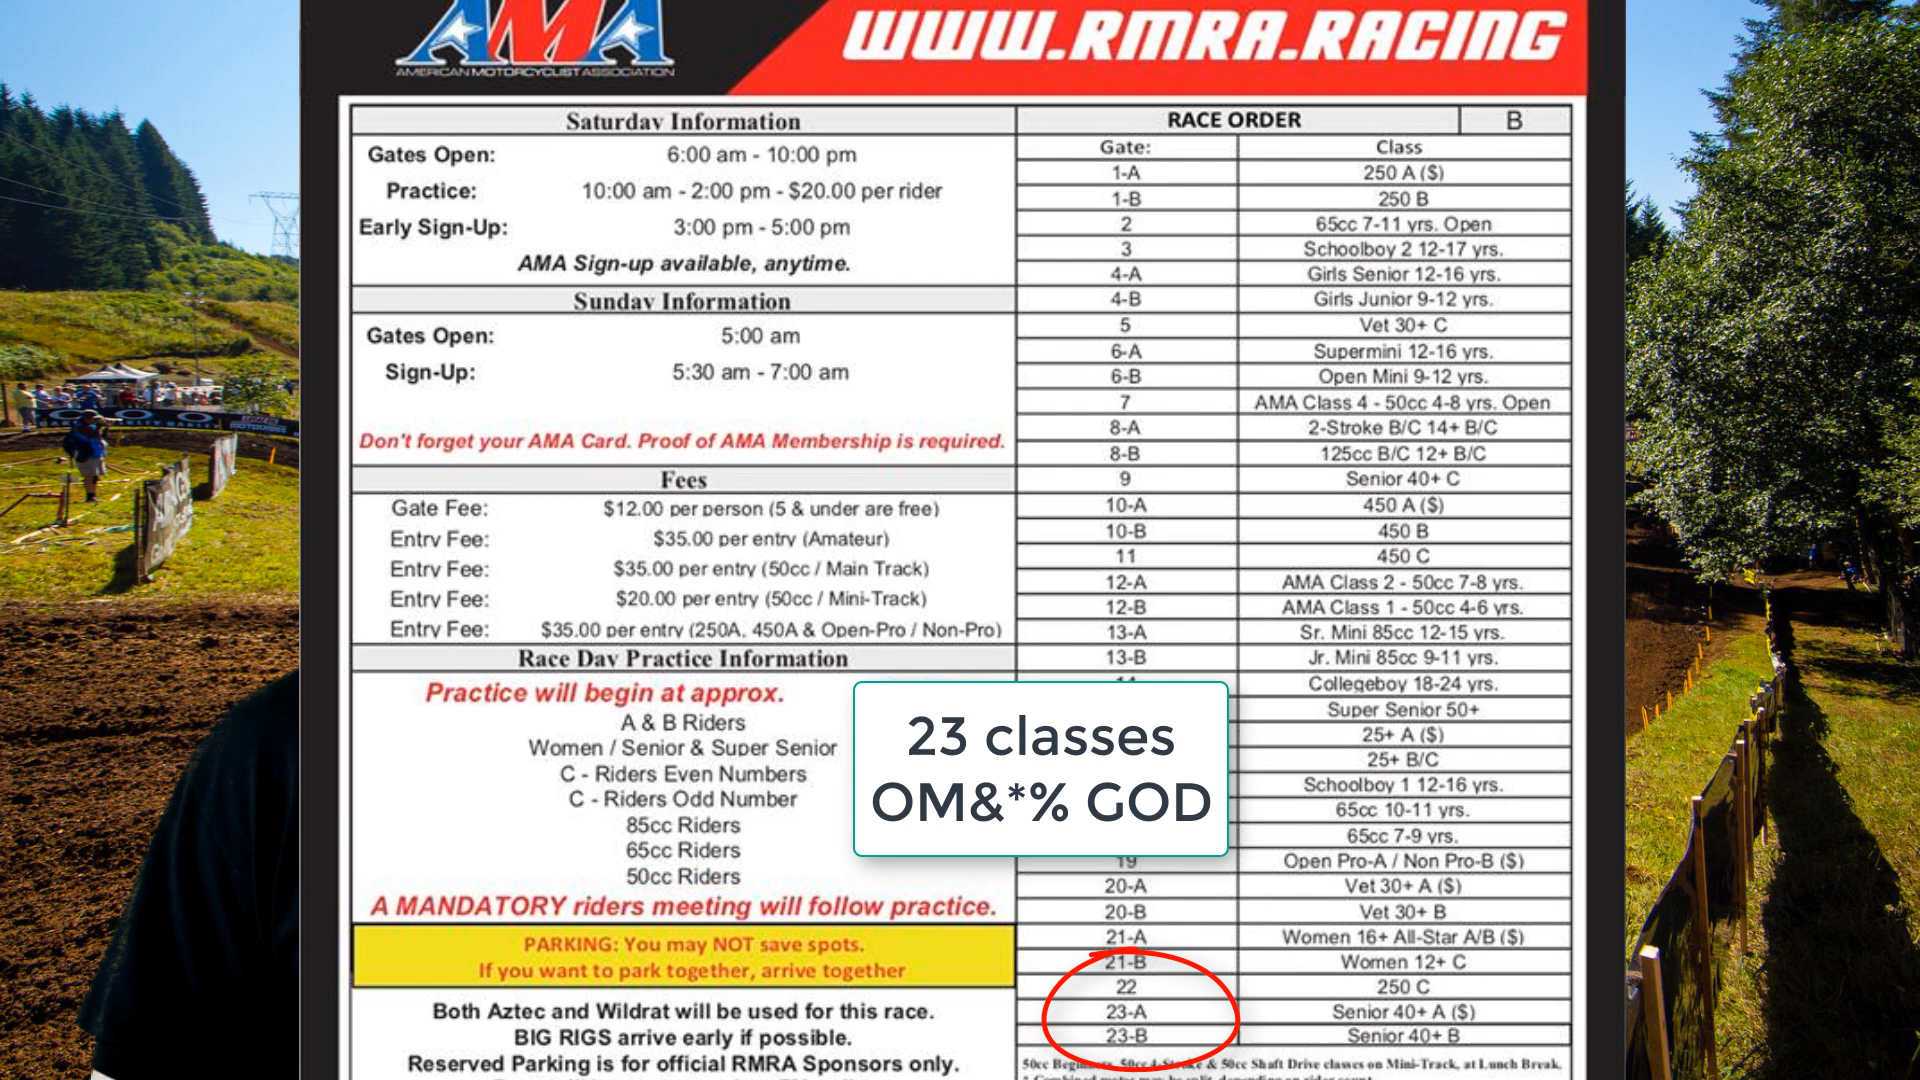 AMA
AMERICAN MOTORCYCLIST ASSOCIATION
WWW.RMRA.RACING
Saturday Information
Gates Open: 6:00 am - 10:00 pm
Practice: 10:00 am - 2:00 pm - $20.00 per rider
Early Sign-Up: 3:00 pm - 5:00 pm
AMA Sign-up available, anytime.
Sunday Information
Gates Open: 5:00 am
Sign-Up: 5:30 am - 7:00 am
Don't forget your AMA Card. Proof of AMA Membership is required.
Fees
Gate Fee: $12.00 per person (5 & under are free)
Entry Fee: $35.00 per entry (Amateur)
Entry Fee: $35.00 per entry (50cc / Main Track)
Entry Fee: $20.00 per entry (50cc / Mini-Track)
Entry Fee: $35.00 per entry (250A, 450A & Open-Pro / Non-Pro)
Race Day Practice Information
Practice will begin at approx.
A & B Riders
Women / Senior & Super Senior
C - Riders Even Numbers
C - Riders Odd Number
85cc Riders
65cc Riders
50cc Riders
A MANDATORY riders meeting will follow practice.
PARKING: You may NOT save spots.
If you want to park together, arrive together
Both Aztec and Wildrat will be used for this race.
BIG RIGS arrive early if possible.
Reserved Parking is for official RMRA Sponsors only.
RACE ORDER B
Gate: Class
1-A 250 A ($)
1-B 250 B
2 65cc 7-11 yrs. Open
3 Schoolboy 2 12-17 yrs.
4-A Girls Senior 12-16 yrs.
4-B Girls Junior 9-12 yrs.
5 Vet 30+ C
6-A Supermini 12-16 yrs.
6-B Open Mini 9-12 yrs.
7 AMA Class 4 - 50cc 4-8 yrs. Open
8-A 2-Stroke B/C 14+ B/C
8-B 125cc B/C 12+ B/C
9 Senior 40+ C
10-A 450 A ($)
10-B 450 B
11 450 C
12-A AMA Class 2 - 50cc 7-8 yrs.
12-B AMA Class 1 - 50cc 4-6 yrs.
13-A Sr. Mini 85cc 12-15 yrs.
13-B Jr. Mini 85cc 9-11 yrs.
Collegeboy 18-24 yrs.
Super Senior 50+
25+ A ($)
25+ B/C
Schoolboy 1 12-16 yrs.
65cc 10-11 yrs.
65cc 7-9 yrs.
19 Open Pro-A / Non Pro-B ($)
20-A Vet 30+ A ($)
20-B Vet 30+ B
21-A Women 16+ All-Star A/B ($)
21-B Women 12+ C
22 250 C
23-A Senior 40+ A ($)
23-B Senior 40+ B
50cc Beginners, 50cc 4-Stroke & 50cc Shaft Drive classes on Mini-Track, at Lunch Break.
23 classes
OM&*% GOD